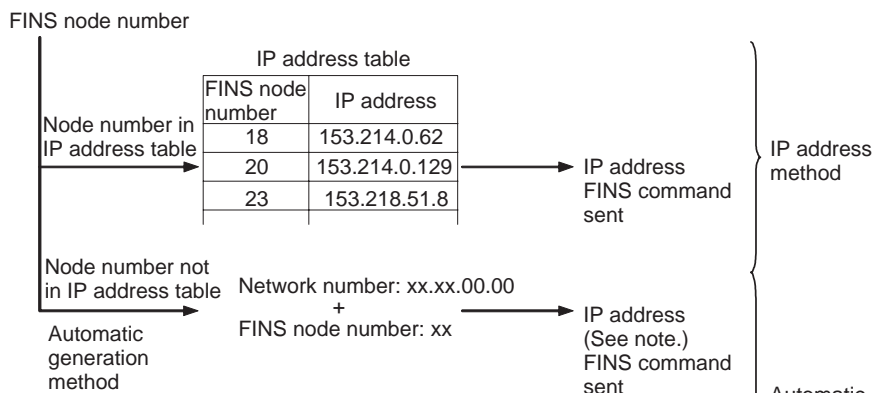 FINS node number
IP address table
FINS node
number
IP address
Node number in
IP address table
18
153.214.0.62
20
153.214.0.129
23
153.218.51.8
IP address
FINS command
sent
IP address
method
Node number not
in IP address table
Automatic
generation
method
Network number: xx.xx.00.00
+
FINS node number: xx
IP address
(See note.)
FINS command
sent
Automatic